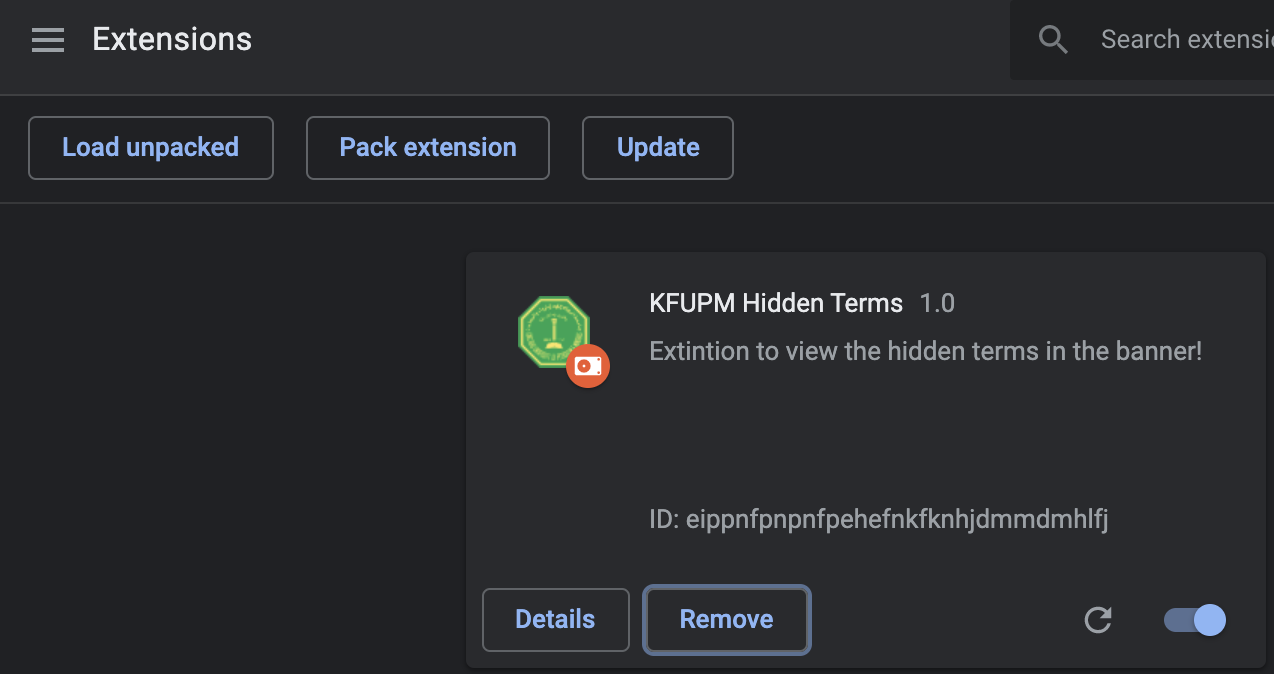 Extensions
Search extensi
Load unpacked
Pack extension
Update
KFUPM Hidden Terms 1.0
Extintion to view the hidden terms in the banner!
ID: eippnfpnpnfpehefnkfknhjdmmdmhlfj
Details
Remove